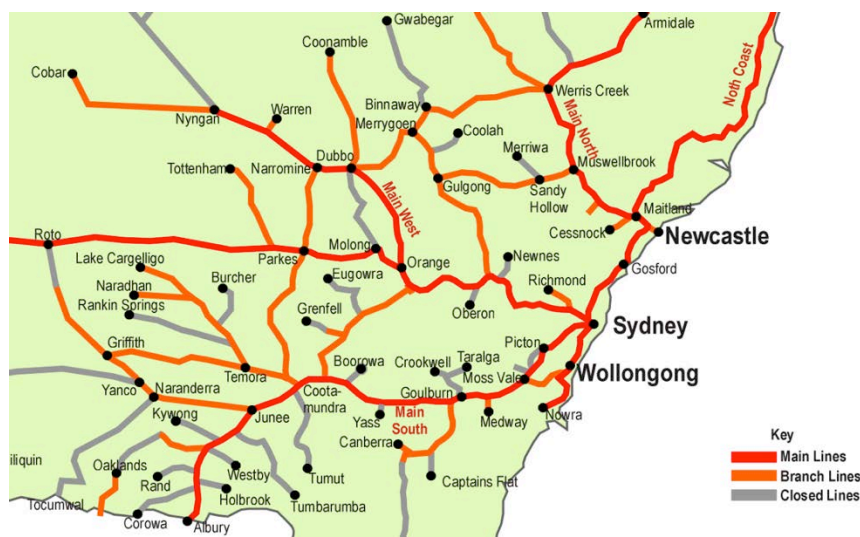 Gwabegar
Armidale
Coonamble
Cobar
Werris Creek
Noth Coast
Nyngan
Warren
Binnaway
Merrygoen
Coolah
Main North
Merriwa
Muswellbrook
Tottenham
Narromine
Dubbo
Gulgong
Sandy
Hollow
Main West
Maitland
Cessnock
Newcastle
Roto
Parkes
Molong
Orange
Newnes
Gosford
Lake Cargelligo
Burcher
Eugowra
Richmond
Naradhan
Rankin Springs
Grenfell
Oberon
Sydney
Griffith
Temora
Boorowa
Crookwell
Taralga
Picton
Moss Vale
Wollongong
Yanco
Naranderra
Coota-
mundra
Goulburn
Kywong
Junee
Yass
Main
South
Medway
Nowra
Canberra
iliquin
Oaklands
Rand
Westby
Holbrook
Tumut
Captains Flat
Tocumwal
Corowa
Albury
Tumbarumba
Key
Main Lines
Branch Lines
Closed Lines